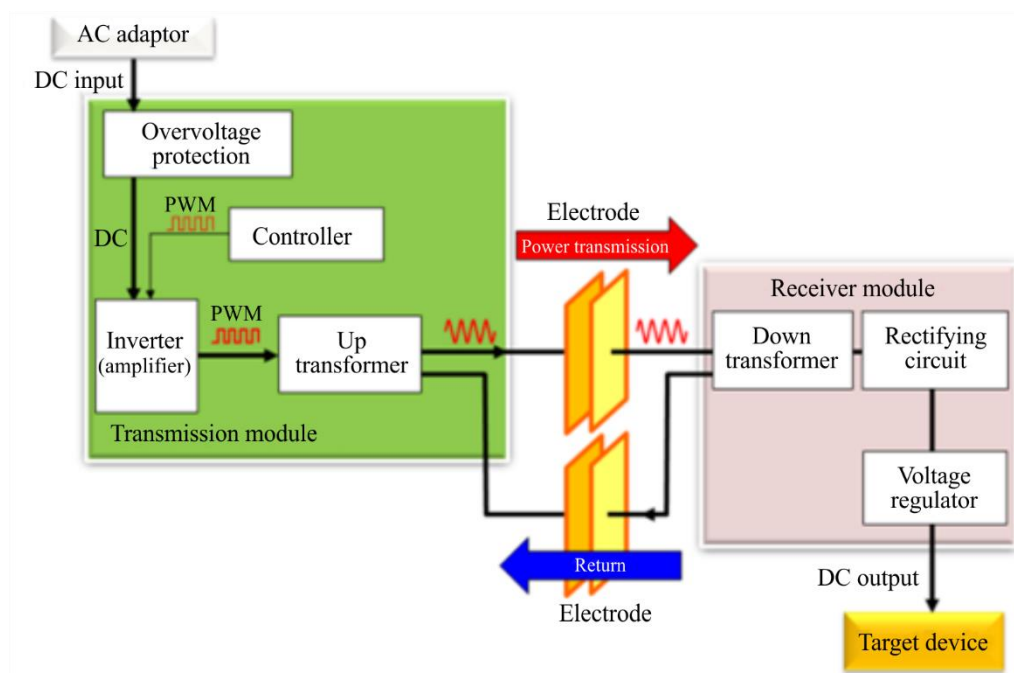 AC adaptor
DC input
Overvoltage
protection
PWM
DC
Controller
Inverter
(amplifier)
PWM
Up
transformer
Transmission module
Electrode
Power transmission
Return
Electrode
Receiver module
Down
transformer
Rectifying
circuit
Voltage
regulator
DC output
Target device